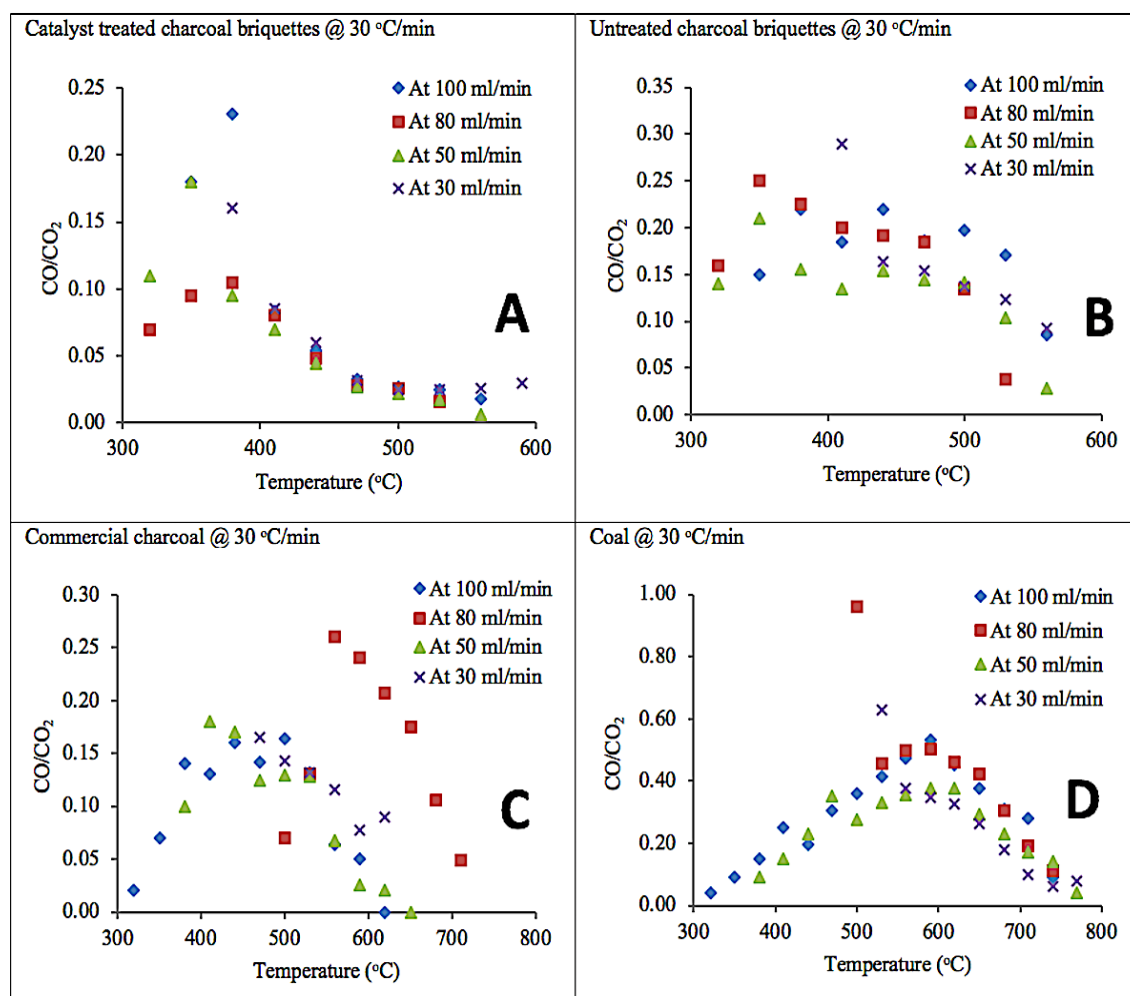 Catalyst treated charcoal briquettes @ 30 °C/min
0.25
0.20
0.15
0.10
0.05
0.00
CO/CO₂
At 100 ml/min
At 80 ml/min
At 50 ml/min
At 30 ml/min
A
300 400 500 600
Temperature (°C)
Untreated charcoal briquettes @ 30 °C/min
0.35
0.30
0.25
0.20
0.15
0.10
0.05
0.00
CO/CO₂
At 100 ml/min
At 80 ml/min
At 50 ml/min
At 30 ml/min
B
300 400 500 600
Temperature (°C)
Commercial charcoal @ 30 °C/min
0.30
0.25
0.20
0.15
0.10
0.05
0.00
CO/CO₂
At 100 ml/min
At 80 ml/min
At 50 ml/min
At 30 ml/min
C
300 400 500 600 700 800
Temperature (°C)
Coal @ 30 °C/min
1.00
0.80
0.60
0.40
0.20
0.00
CO/CO₂
At 100 ml/min
At 80 ml/min
At 50 ml/min
At 30 ml/min
D
300 400 500 600 700 800
Temperature (°C)